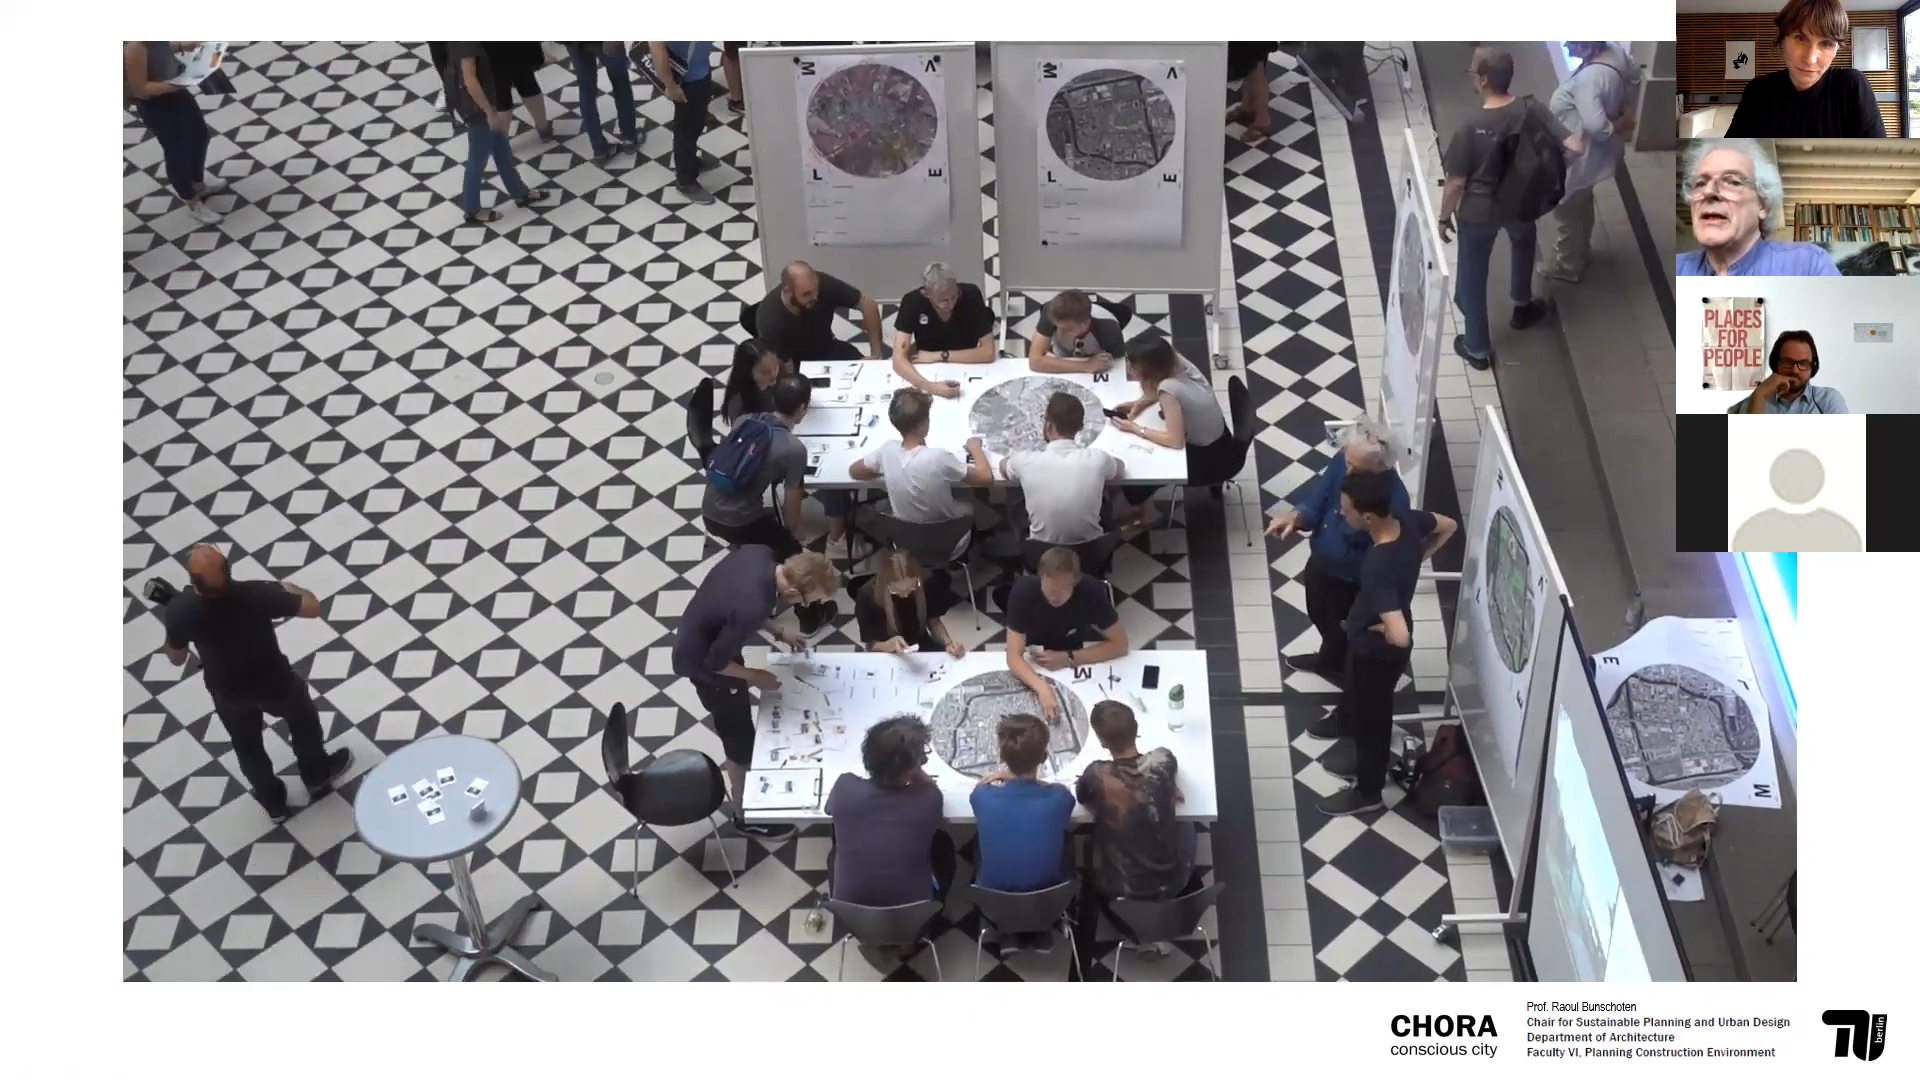 M
V
L
E
M
V
L
E
L
M
M
M
V
L
E
E
M
PLACES
FOR
PEOPLE
CHORA
conscious city
Prof. Raoul Bunschoten
Chair for Sustainable Planning and Urban Design
Department of Architecture
Faculty VI, Planning Construction Environment
berlin